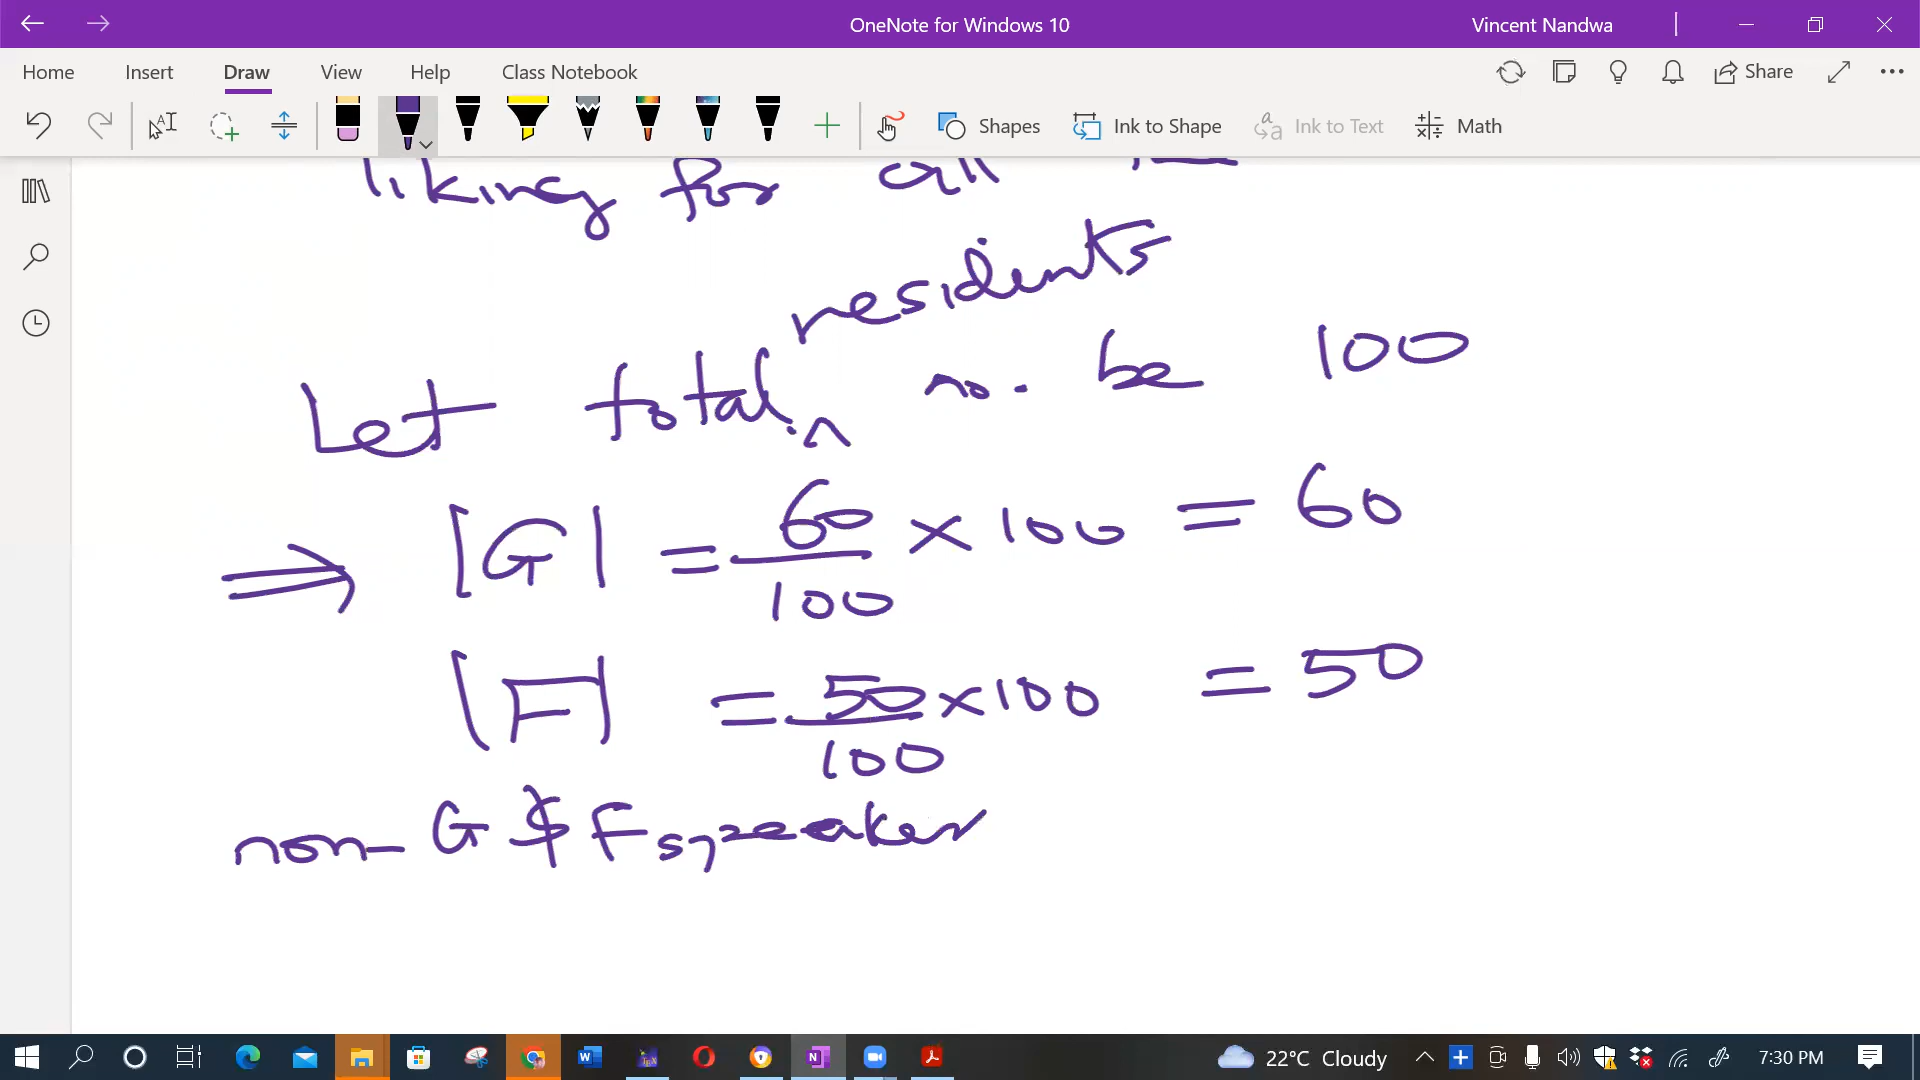 OneNote for Windows 10
Vincent Nandwa
Home Insert Draw View Help Class Notebook Share
Shapes Ink to Shape Ink to Text Math
liking for all
residents
Let total no. be 100
⇒ |G| = 60/100 × 100 = 60
|F| = 50/100 × 100 = 50
non- G $ F speaker
22°C Cloudy 7:30 PM